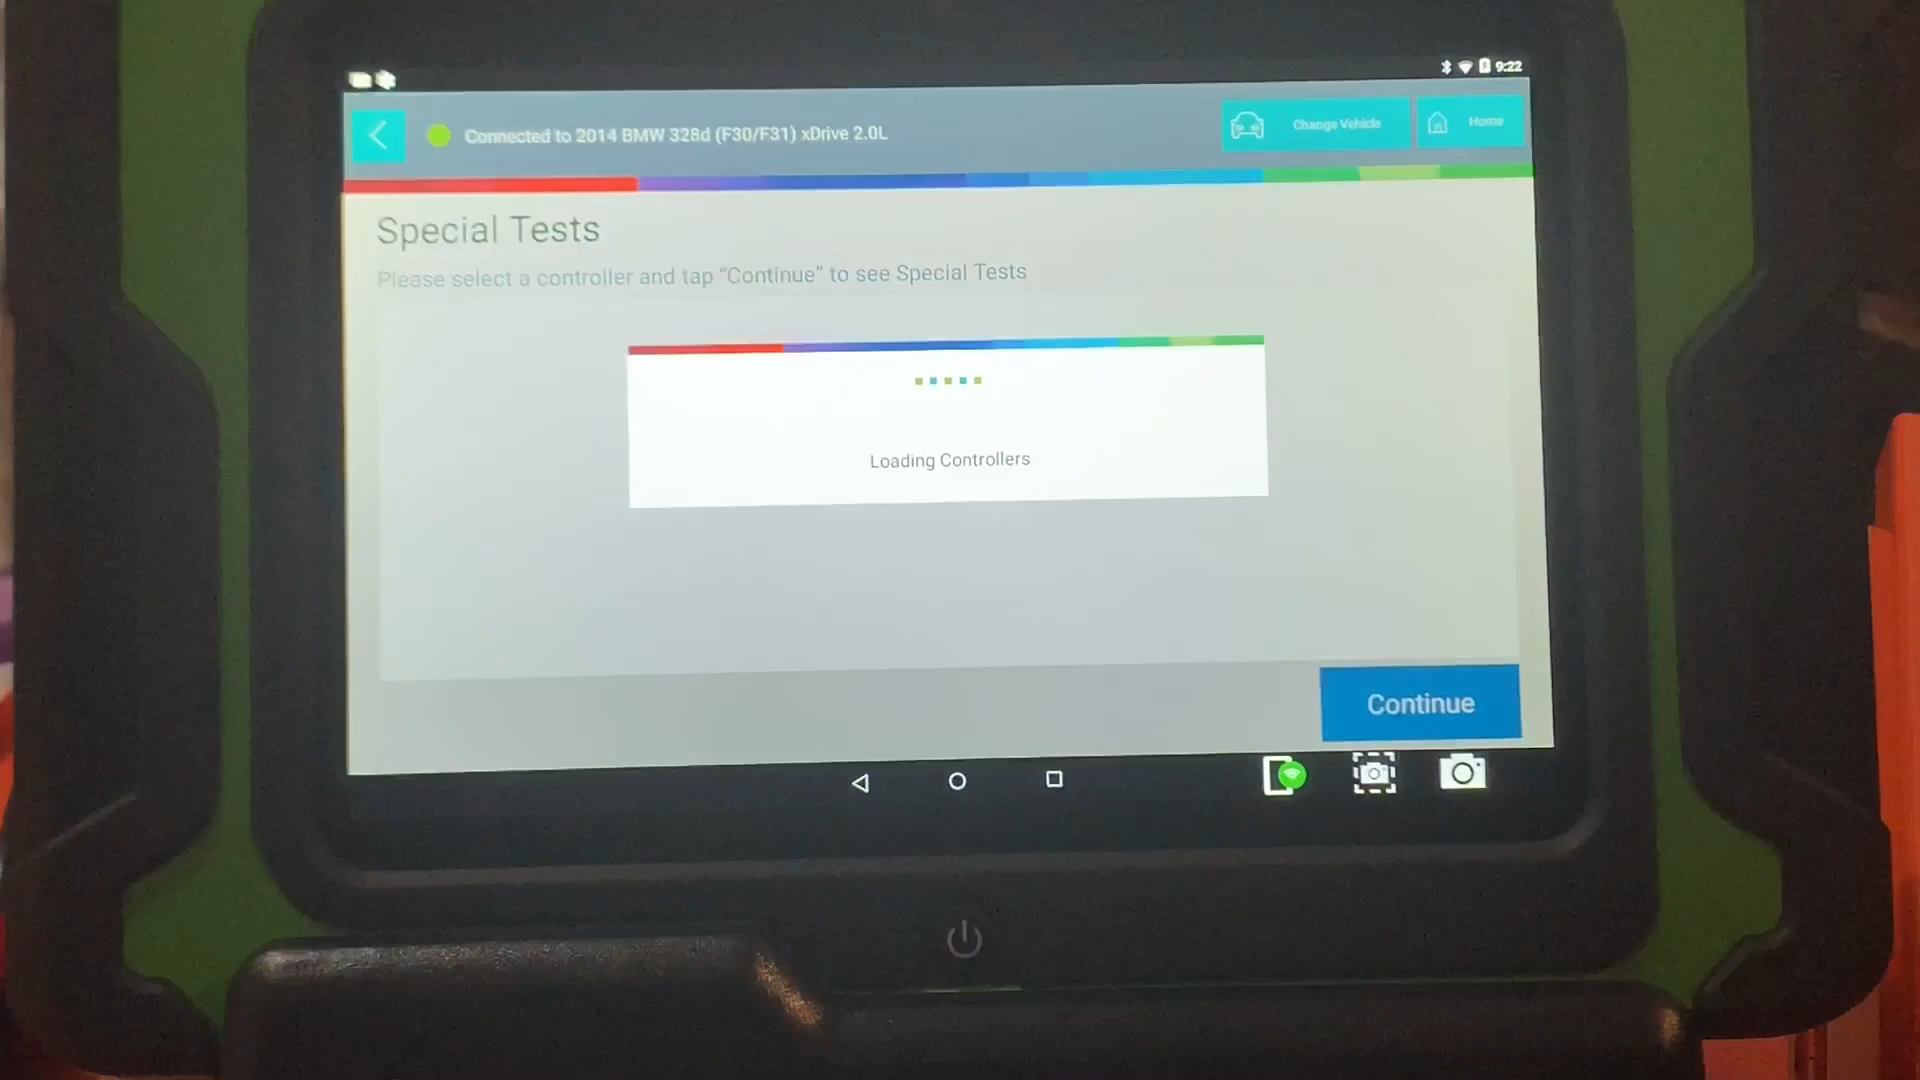 9:22
Connected to 2014 BMW 328d (F30/F31) xDrive 2.0L
Change Vehicle
Home
Special Tests
Please select a controller and tap “Continue” to see Special Tests
Loading Controllers
Continue